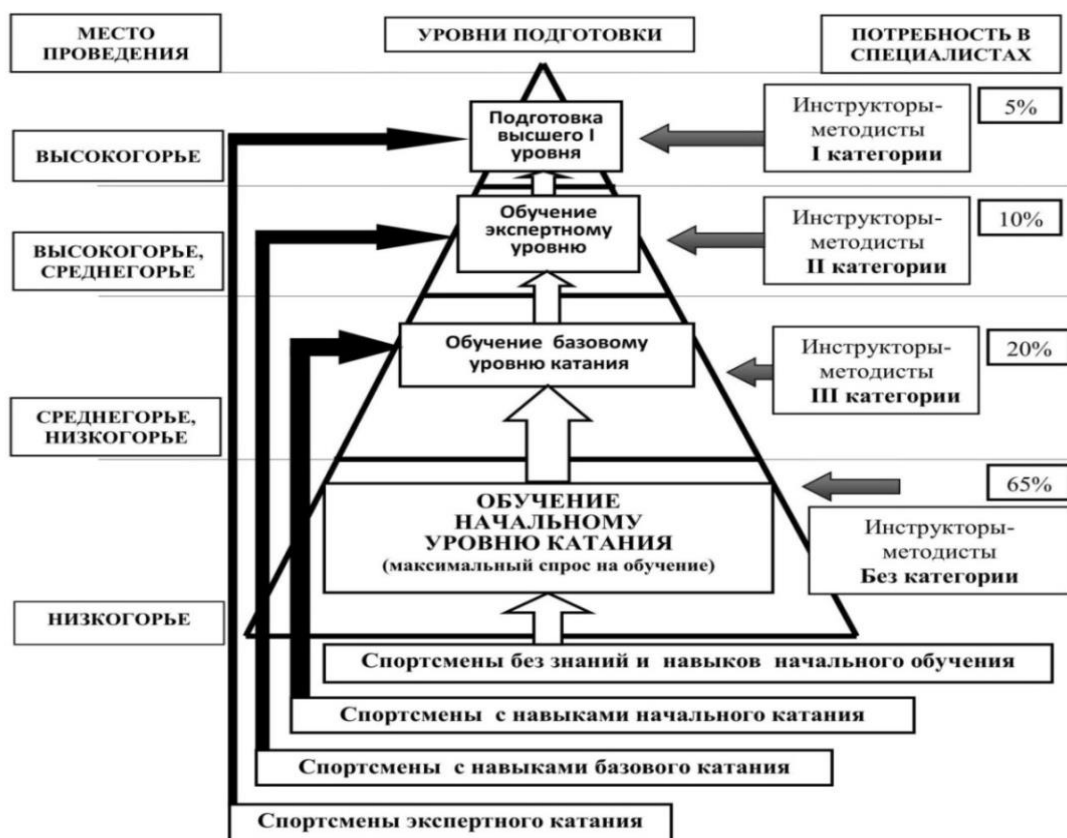 МЕСТО
ПРОВЕДЕНИЯ
УРОВНИ ПОДГОТОВКИ
ПОТРЕБНОСТЬ В
СПЕЦИАЛИСТАХ
ВЫСОКОГОРЬЕ
Подготовка
высшего I
уровня
Инструкторы-
методисты
I категории
5%
ВЫСОКОГОРЬЕ,
СРЕДНЕГОРЬЕ
Обучение
экспертному
уровню
Инструкторы-
методисты
II категории
10%
СРЕДНЕГОРЬЕ,
НИЗКОГОРЬЕ
Обучение базовому
уровню катания
Инструкторы-
методисты
III категории
20%
НИЗКОГОРЬЕ
ОБУЧЕНИЕ
НАЧАЛЬНОМУ
УРОВНЮ КАТАНИЯ
(максимальный спрос на обучение)
65%
Инструкторы-
методисты
Без категории
Спортсмены без знаний и навыков начального обучения
Спортсмены с навыками начального катания
Спортсмены с навыками базового катания
Спортсмены экспертного катания